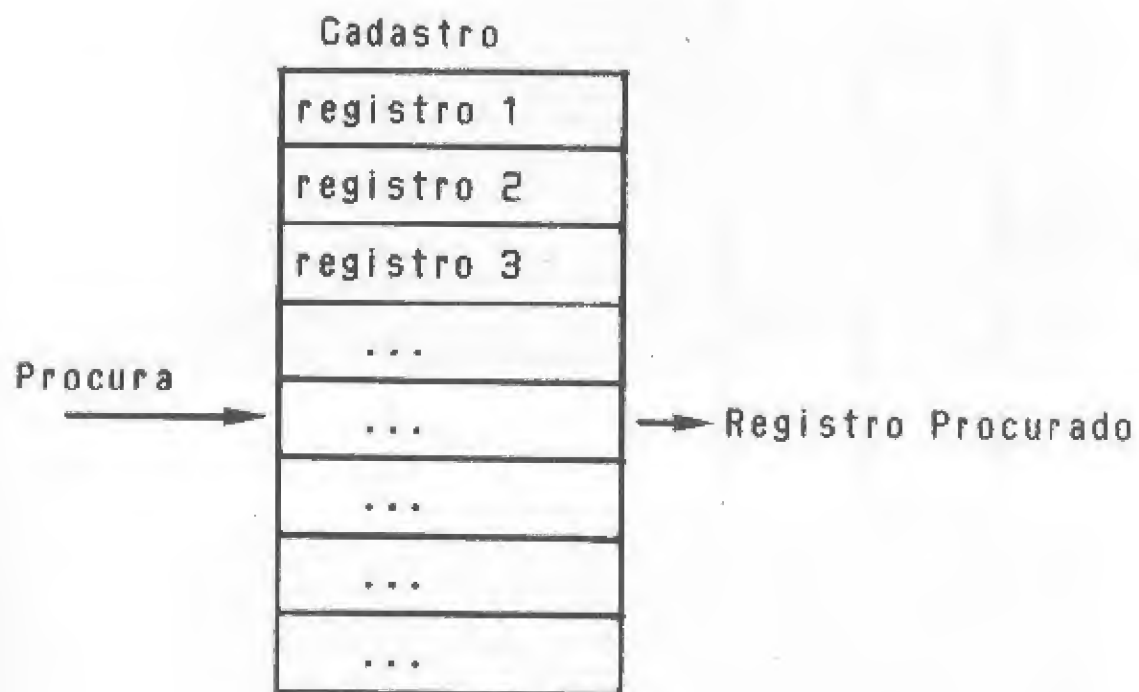 Cadastro
registro 1
registro 2
registro 3
...
Procura
...
Registro Procurado
...
...
...